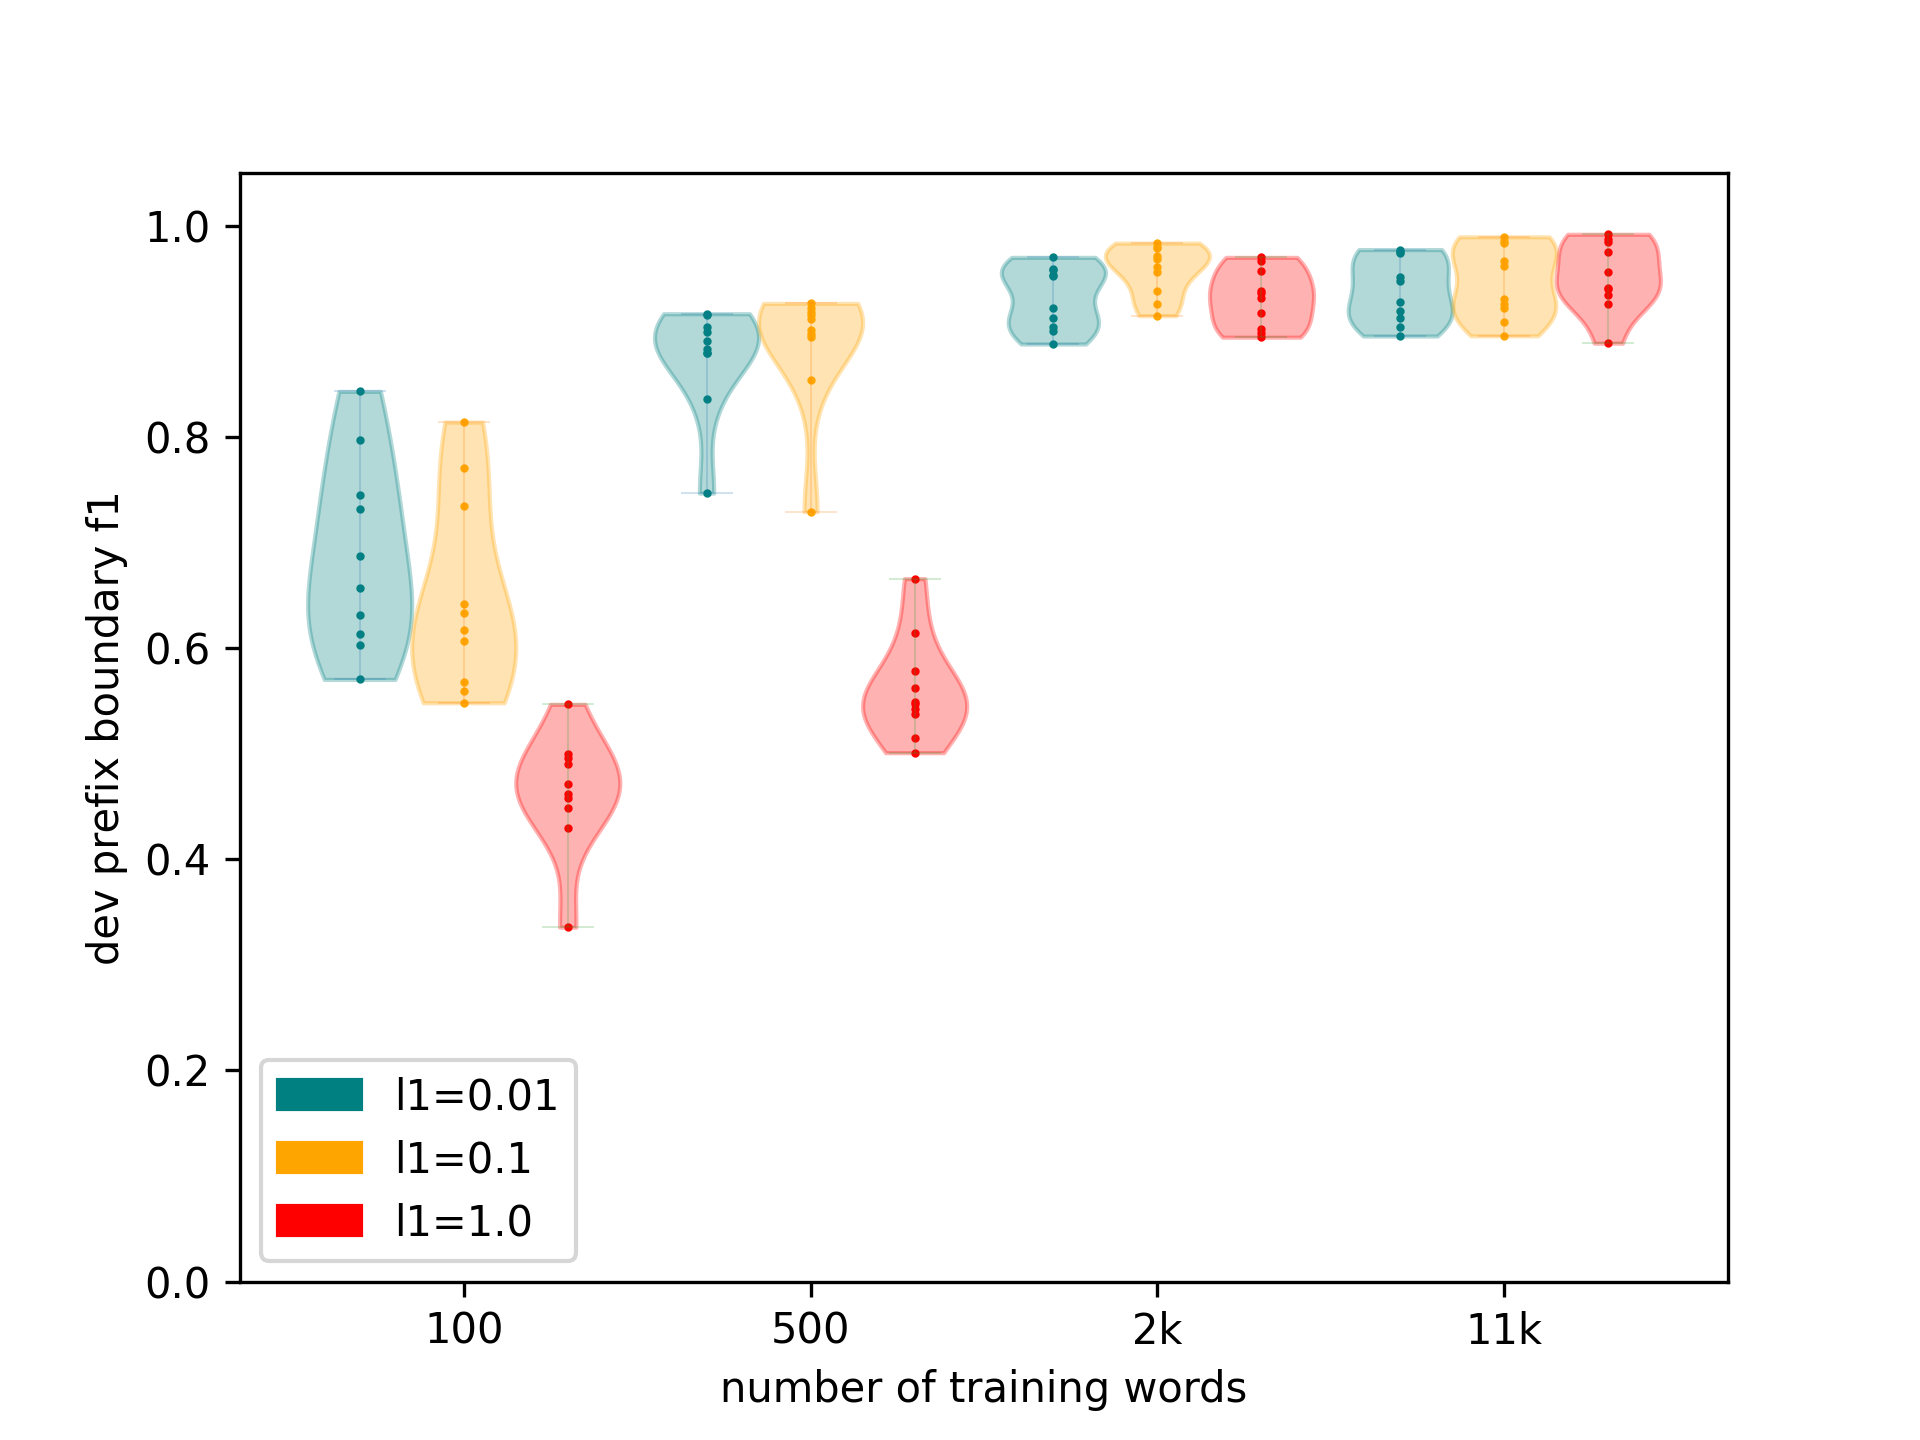 1.0
0.8
0.6
0.4
0.2
0.0
dev prefix boundary f1
l1=0.01
l1=0.1
l1=1.0
100 500 2k 11k
number of training words